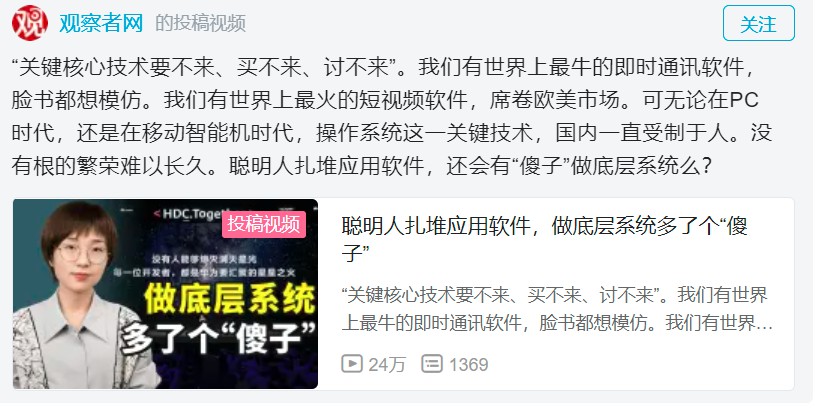 观
观察者网 的投稿视频
关注
“关键核心技术要不来、买不来、讨不来”。我们有世界上最牛的即时通讯软件，
脸书都想模仿。我们有世界上最火的短视频软件，席卷欧美市场。可无论在PC
时代，还是在移动智能机时代，操作系统这一关键技术，国内一直受制于人。没
有根的繁荣难以长久。聪明人扎堆应用软件，还会有“傻子”做底层系统么？
< HDC.Together
投稿视频
没有人能够熄灭满天星光
每一位开发者，都是华为要汇聚的星星之火
做底层系统
多了个“傻子”
聪明人扎堆应用软件，做底层系统多了个“傻
子”
“关键核心技术要不来、买不来、讨不来”。我们有世界
上最牛的即时通讯软件，脸书都想模仿。我们有世界…
24万 1369